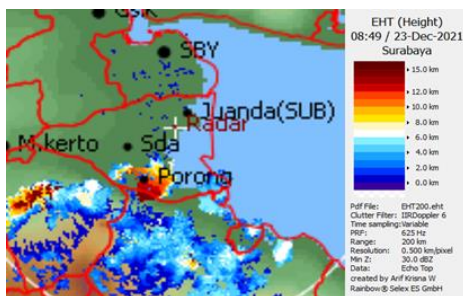 Gsik
SBY
Juanda(SUB)
Radar
M.kerto
Sda
Porong
EHT (Height)
08:49 / 23-Dec-2021
Surabaya
15.0 km
12.0 km
10.0 km
8.0 km
6.0 km
4.0 km
2.0 km
0.0 km
Pdf File: EHT200.eht
Clutter Filter: IIRDoppler 6
Time sampling:Variable
PRF: 625 Hz
Range: 200 km
Resolution: 0.500 km/pixel
Min Z: 30.0 dBZ
Data: Echo Top
created by Arif Krisna W
Rainbow® Selex ES GmbH